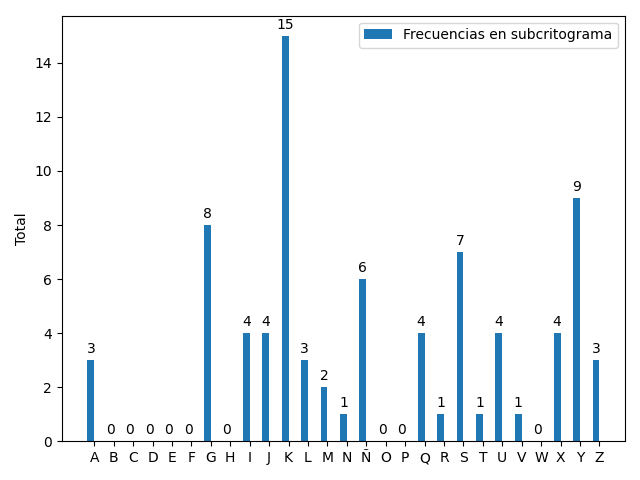 Frecuencias en subcritograma
Total
14
12
10
8
6
4
2
0
3 0 0 0 0 0 8 0 4 4 15 3 2 1 6 0 0 4 1 7 1 4 1 0 4 9 3
A B C D E F G H I J K L M N Ñ O P Q R S T U V W X Y Z